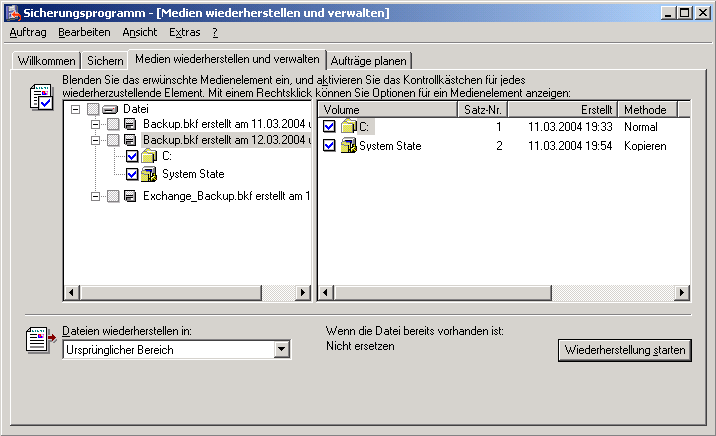 Sicherungsprogramm - [Medien wiederherstellen und verwalten]
Auftrag Bearbeiten Ansicht Extras ?
Willkommen Sichern Medien wiederherstellen und verwalten Aufträge planen
Blenden Sie das erwünschte Medienelement ein, und aktivieren Sie das Kontrollkästchen für jedes
wiederherzustellende Element. Mit einem Rechtsklick können Sie Optionen für ein Medienelement anzeigen:
Datei
Backup.bkf erstellt am 11.03.2004 u
Backup.bkf erstellt am 12.03.2004 u
C:
System State
Exchange_Backup.bkf erstellt am 1
Volume Satz-Nr. Erstellt Methode
C: 1 11.03.2004 19:33 Normal
System State 2 11.03.2004 19:54 Kopieren
Dateien wiederherstellen in:
Ursprünglicher Bereich
Wenn die Datei bereits vorhanden ist:
Nicht ersetzen
Wiederherstellung starten